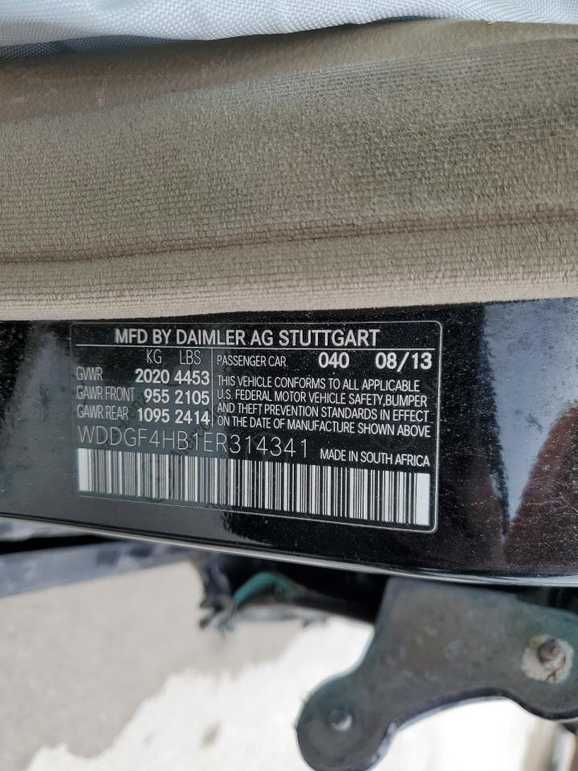 MFD BY DAIMLER AG STUTTGART
KG LBS PASSENGER CAR 040 08/13
GVWR 2020 4453 THIS VEHICLE CONFORMS TO ALL APPLICABLE
GAWR FRONT 955 2105 U.S. FEDERAL MOTOR VEHICLE SAFETY,BUMPER
GAWR REAR 1095 2414 AND THEFT PREVENTION STANDARDS IN EFFECT
ON THE DATE OF MANUFACTURE SHOWN ABOVE
WDDGF4HB1ER314341 MADE IN SOUTH AFRICA